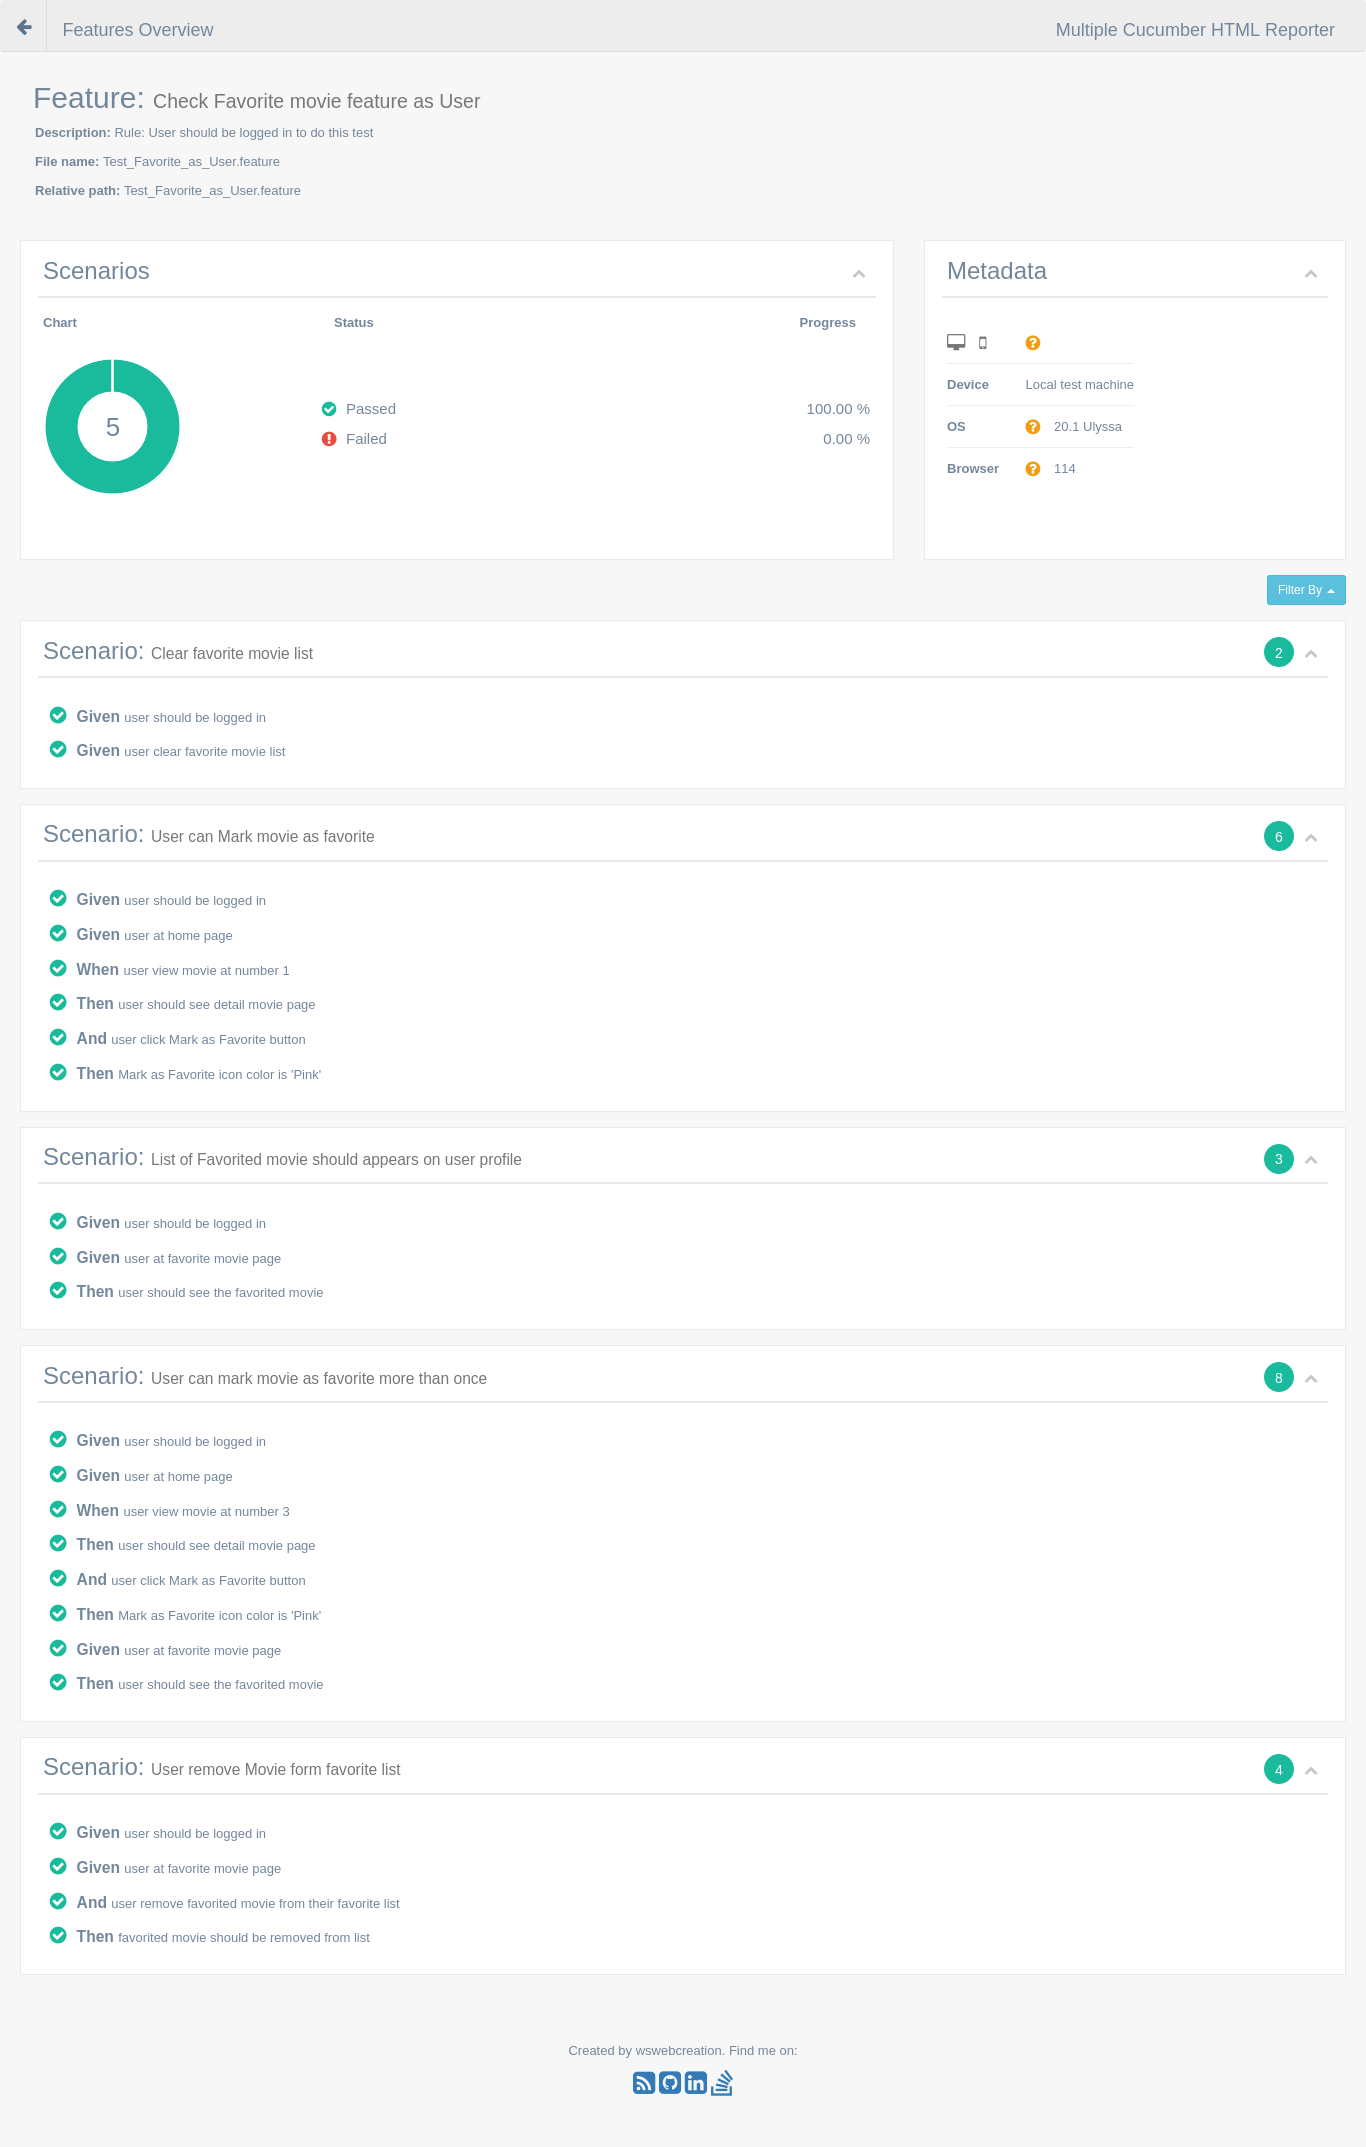 Features Overview
Multiple Cucumber HTML Reporter
Feature: Check Favorite movie feature as User
Description: Rule: User should be logged in to do this test
File name: Test_Favorite_as_User.feature
Relative path: Test_Favorite_as_User.feature
Scenarios
Chart Status Progress
5
Passed 100.00 %
Failed 0.00 %
Metadata
Device Local test machine
OS 20.1 Ulyssa
Browser 114
Filter By
Scenario: Clear favorite movie list 2
Given user should be logged in
Given user clear favorite movie list
Scenario: User can Mark movie as favorite 6
Given user should be logged in
Given user at home page
When user view movie at number 1
Then user should see detail movie page
And user click Mark as Favorite button
Then Mark as Favorite icon color is 'Pink'
Scenario: List of Favorited movie should appears on user profile 3
Given user should be logged in
Given user at favorite movie page
Then user should see the favorited movie
Scenario: User can mark movie as favorite more than once 8
Given user should be logged in
Given user at home page
When user view movie at number 3
Then user should see detail movie page
And user click Mark as Favorite button
Then Mark as Favorite icon color is 'Pink'
Given user at favorite movie page
Then user should see the favorited movie
Scenario: User remove Movie form favorite list 4
Given user should be logged in
Given user at favorite movie page
And user remove favorited movie from their favorite list
Then favorited movie should be removed from list
Created by wswebcreation. Find me on: